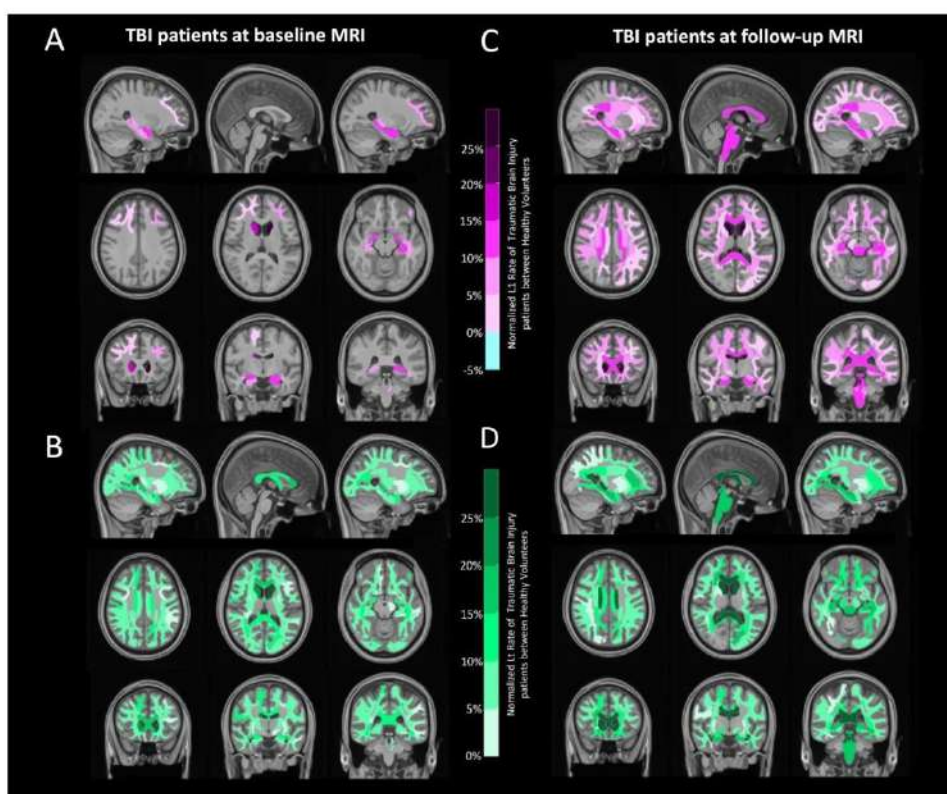 A
TBI patients at baseline MRI
C
TBI patients at follow-up MRI
25%
20%
15%
10%
5%
0%
-5%
Normalized L1 Rate of Traumatic Brain Injury
patients between Healthy Volunteers
B
D
25%
20%
15%
10%
5%
0%
Normalized Lt Rate of Traumatic Brain Injury
patients between Healthy Volunteers